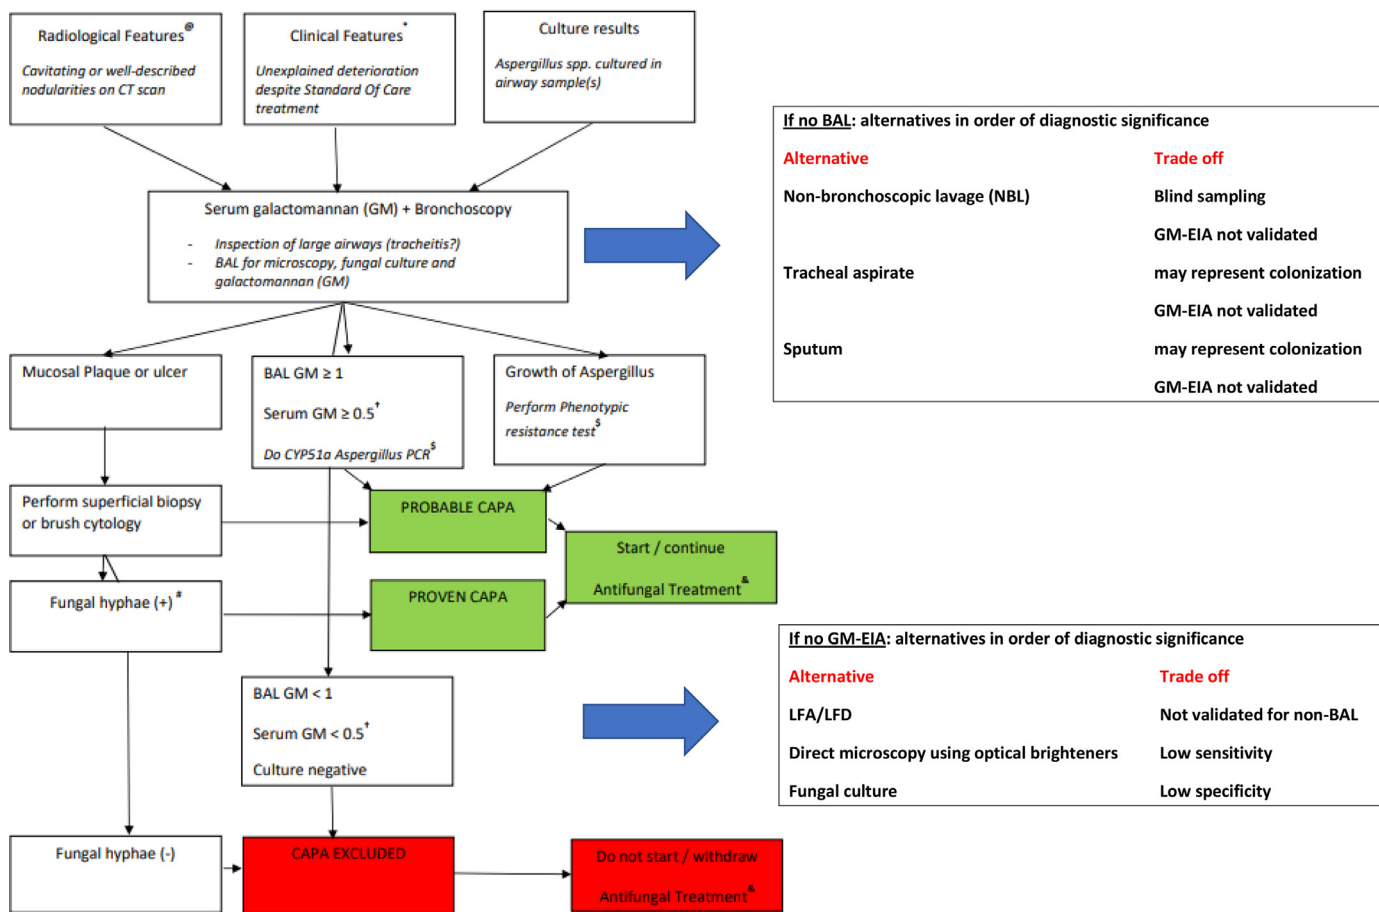 Radiological Features@
Cavitating or well-described
nodularities on CT scan
Clinical Features*
Unexplained deterioration
despite Standard Of Care
treatment
Culture results
Aspergillus spp. cultured in
airway sample(s)
Serum galactomannan (GM) + Bronchoscopy
- Inspection of large airways (tracheitis?)
- BAL for microscopy, fungal culture and
galactomannan (GM)
Mucosal Plaque or ulcer
BAL GM ≥ 1
Serum GM ≥ 0.5†
Do CYP51a Aspergillus PCR$
Growth of Aspergillus
Perform Phenotypic
resistance test$
Perform superficial biopsy
or brush cytology
PROBABLE CAPA
Start / continue
Antifungal Treatment&
Fungal hyphae (+) #
PROVEN CAPA
BAL GM < 1
Serum GM < 0.5†
Culture negative
Fungal hyphae (-)
CAPA EXCLUDED
Do not start / withdraw
Antifungal Treatment&
If no BAL: alternatives in order of diagnostic significance
Alternative Trade off
Non-bronchoscopic lavage (NBL) Blind sampling
GM-EIA not validated
Tracheal aspirate may represent colonization
GM-EIA not validated
Sputum may represent colonization
GM-EIA not validated
If no GM-EIA: alternatives in order of diagnostic significance
Alternative Trade off
LFA/LFD Not validated for non-BAL
Direct microscopy using optical brighteners Low sensitivity
Fungal culture Low specificity